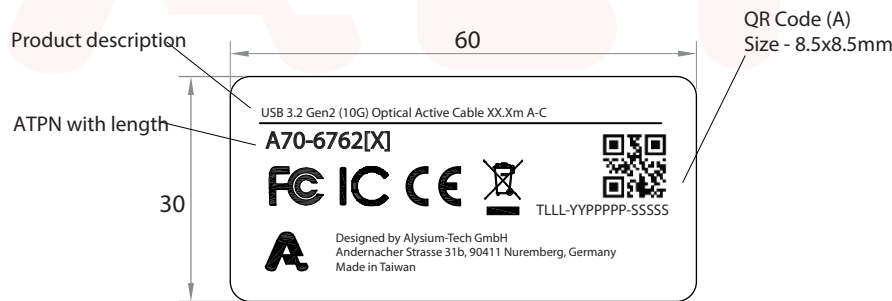 QR Code (A)
Size - 8.5x8.5mm
Product description
60
USB 3.2 Gen2 (10G) Optical Active Cable XX.Xm A-C
ATPN with length
A70-6762[X]
FC IC CE
30
TLLL-YYPPPPP-SSSSS
Designed by Alysium-Tech GmbH
Andernacher Strasse 31b, 90411 Nuremberg, Germany
Made in Taiwan